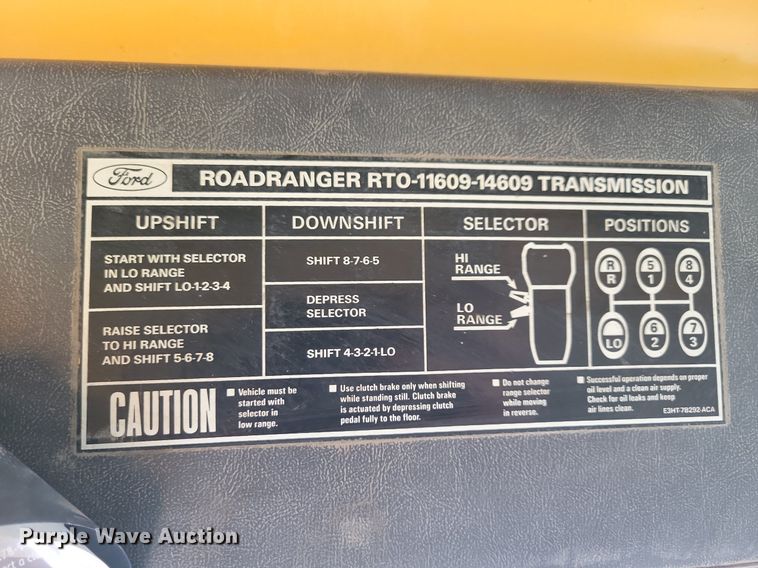 Ford ROADRANGER RTO-11609-14609 TRANSMISSION
UPSHIFT
START WITH SELECTOR
IN LO RANGE
AND SHIFT LO-1-2-3-4
RAISE SELECTOR
TO HI RANGE
AND SHIFT 5-6-7-8
DOWNSHIFT
SHIFT 8-7-6-5
DEPRESS
SELECTOR
SHIFT 4-3-2-1-LO
SELECTOR
HI
RANGE
LO
RANGE
POSITIONS
R 5 8
R 1 4
6 7
LO 2 3
CAUTION
Vehicle must be
started with
selector in
low range.
Use clutch brake only when shifting
while standing still. Clutch brake
is actuated by depressing clutch
pedal fully to the floor.
Do not change
range selector
while moving
in reverse.
Successful operation depends on proper
oil level and a clean air supply.
Check for oil leaks and keep
air lines clean.
E3HT-7B292-ACA
Purple Wave Auction